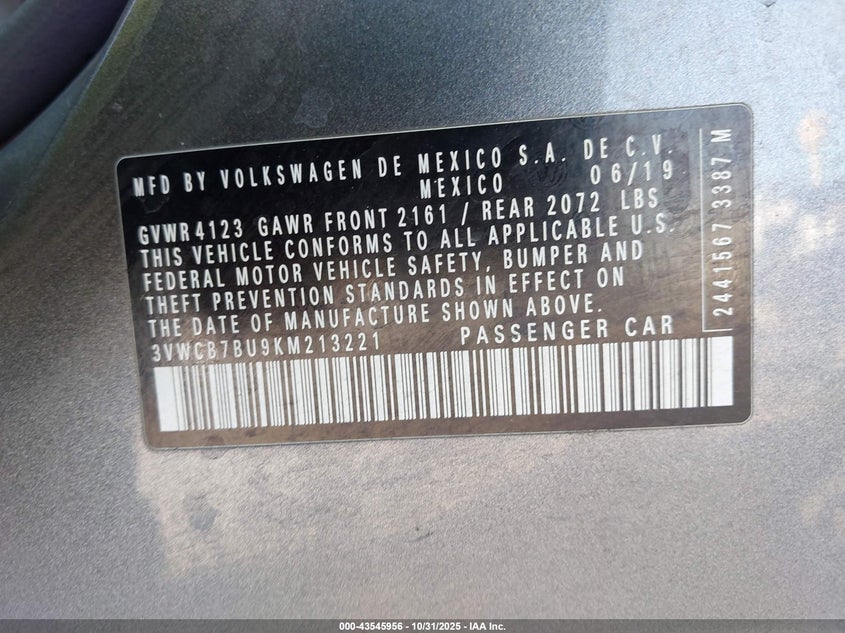 MFD BY VOLKSWAGEN DE MEXICO S.A. DE C.V.
MEXICO 06/19
GVWR 4123 GAWR FRONT 2161 / REAR 2072 LBS
THIS VEHICLE CONFORMS TO ALL APPLICABLE U.S.
FEDERAL MOTOR VEHICLE SAFETY, BUMPER AND
THEFT PREVENTION STANDARDS IN EFFECT ON
THE DATE OF MANUFACTURE SHOWN ABOVE.
3VWCB7BU9KM213221 PASSENGER CAR
2441567 3387 M
000-43545956 - 10/31/2025 - IAA Inc.